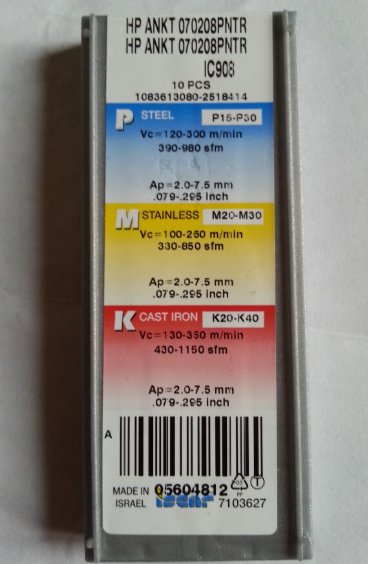 HP ANKT 070208PNTR
HP ANKT 070208PNTR
IC908
10 PCS
1083613080-2518414
P STEEL P15-P30
Vc=120-300 m/min
390-980 sfm
Ap=2.0-7.5 mm
.079-.295 inch
M STAINLESS M20-M30
Vc=100-260 m/min
330-850 sfm
Ap=2.0-7.5 mm
.079-.295 inch
K CAST IRON K20-K40
Vc=130-350 m/min
430-1150 sfm
Ap=2.0-7.5 mm
.079-.295 inch
A
MADE IN 05604812
ISRAEL iscar 7103627
PP
T